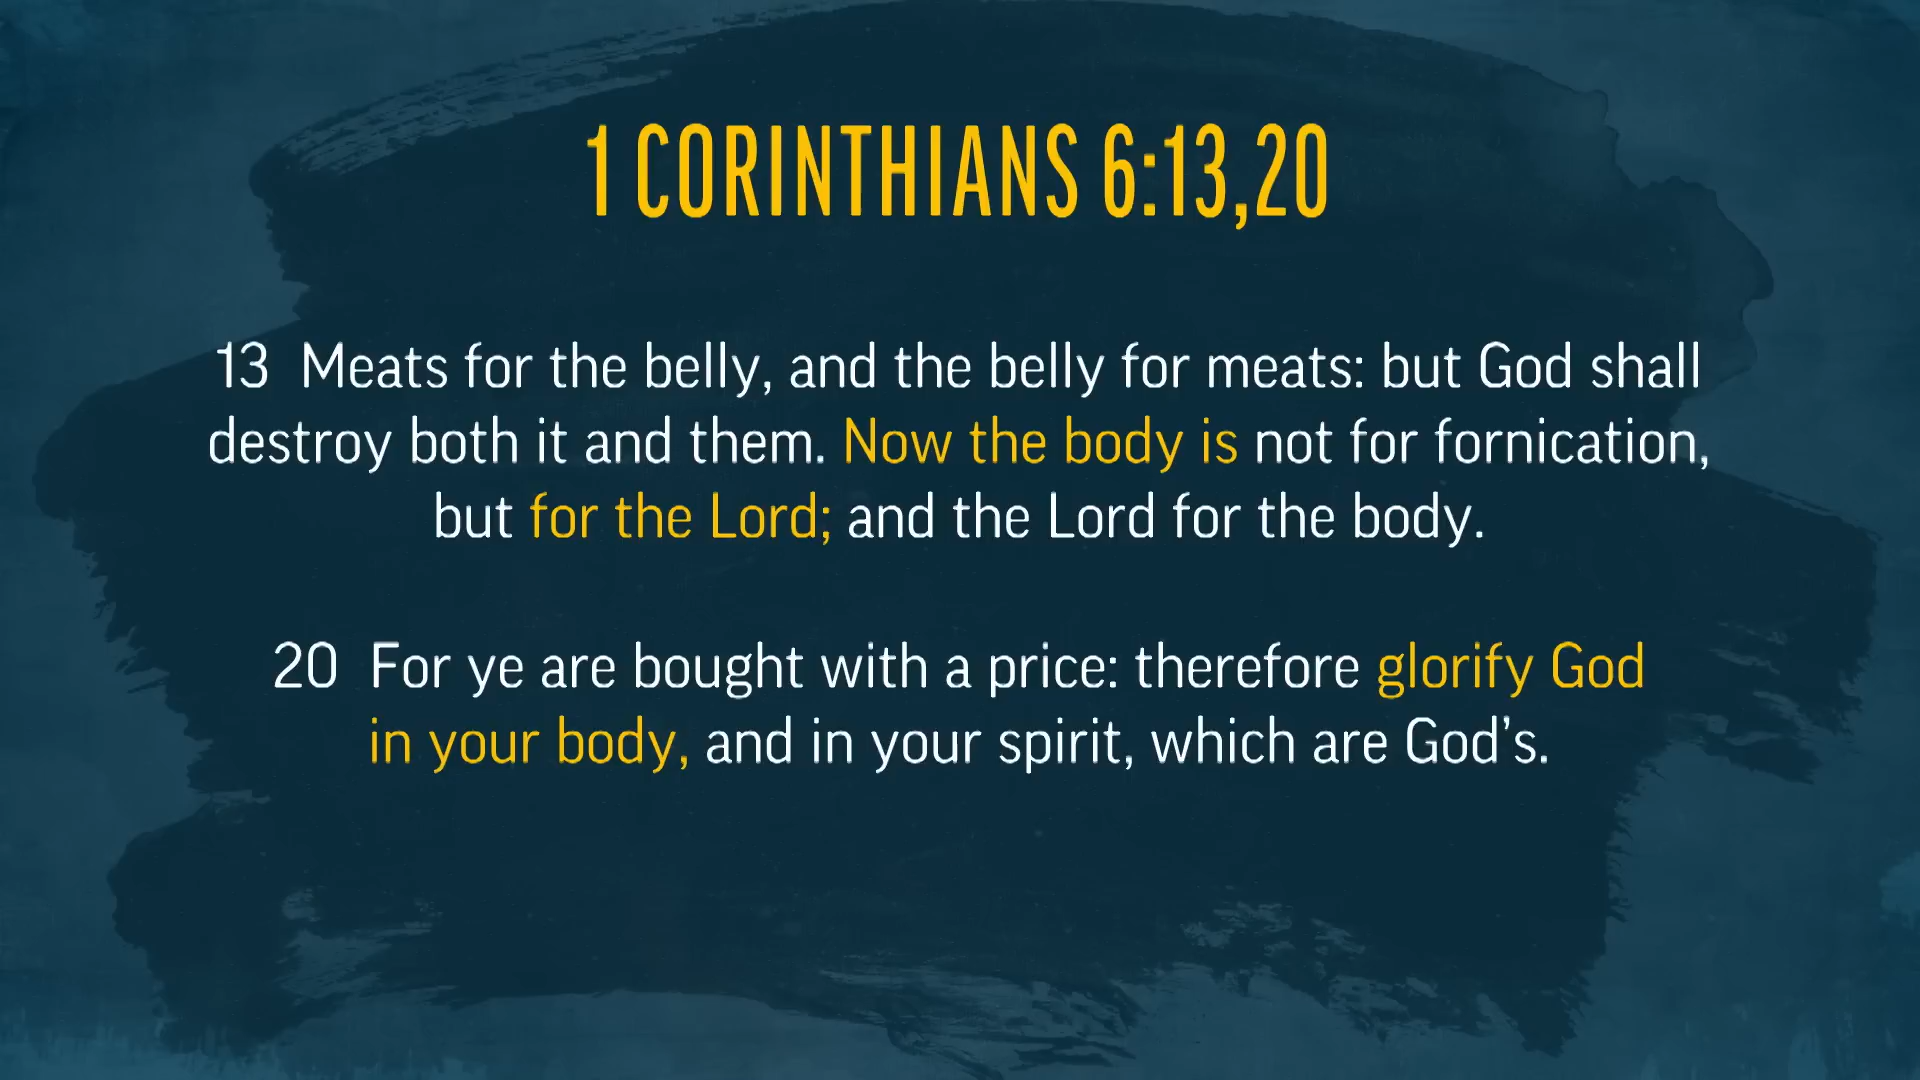 1 CORINTHIANS 6:13,20
13 Meats for the belly, and the belly for meats: but God shall
destroy both it and them. Now the body is not for fornication,
but for the Lord; and the Lord for the body.
20 For ye are bought with a price: therefore glorify God
in your body, and in your spirit, which are God’s.